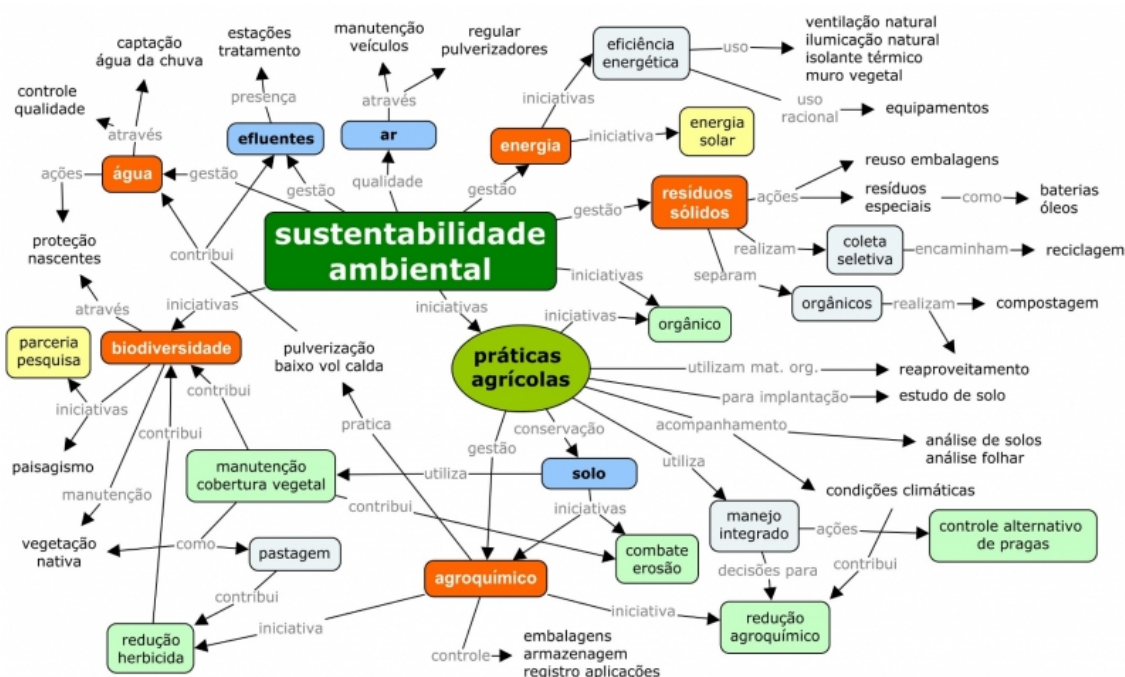 captação
água da chuva
estações
tratamento
manutenção
veículos
regular
pulverizadores
eficiência
energética
uso
ventilação natural
ilumicação natural
isolante térmico
muro vegetal
controle
qualidade
através
presença
através
iniciativas
uso
racional
equipamentos
efluentes
ar
energia
iniciativa
energia
solar
ações
água
gestão
gestão
qualidade
gestão
gestão
resíduos
sólidos
ações
reuso embalagens
resíduos
especiais
como
baterias
óleos
proteção
nascentes
contribui
sustentabilidade
ambiental
realizam
coleta
seletiva
encaminham
reciclagem
separam
através
iniciativas
iniciativas
iniciativas
iniciativas
orgânico
orgânicos
realizam
compostagem
parceria
pesquisa
biodiversidade
pulverização
baixo vol calda
práticas
agrícolas
utilizam mat. org.
reaproveitamento
iniciativas
contribui
para implantação
estudo de solo
contribui
pratica
gestão
conservação
acompanhamento
análise de solos
análise folhar
paisagismo
manutenção
manutenção
cobertura vegetal
utiliza
solo
utiliza
condições climáticas
contribui
iniciativas
manejo
integrado
ações
controle alternativo
de pragas
vegetação
nativa
como
pastagem
combate
erosão
agroquímico
decisões para
contribui
contribui
redução
herbicida
iniciativa
iniciativa
redução
agroquímico
controle
embalagens
armazenagem
registro aplicações